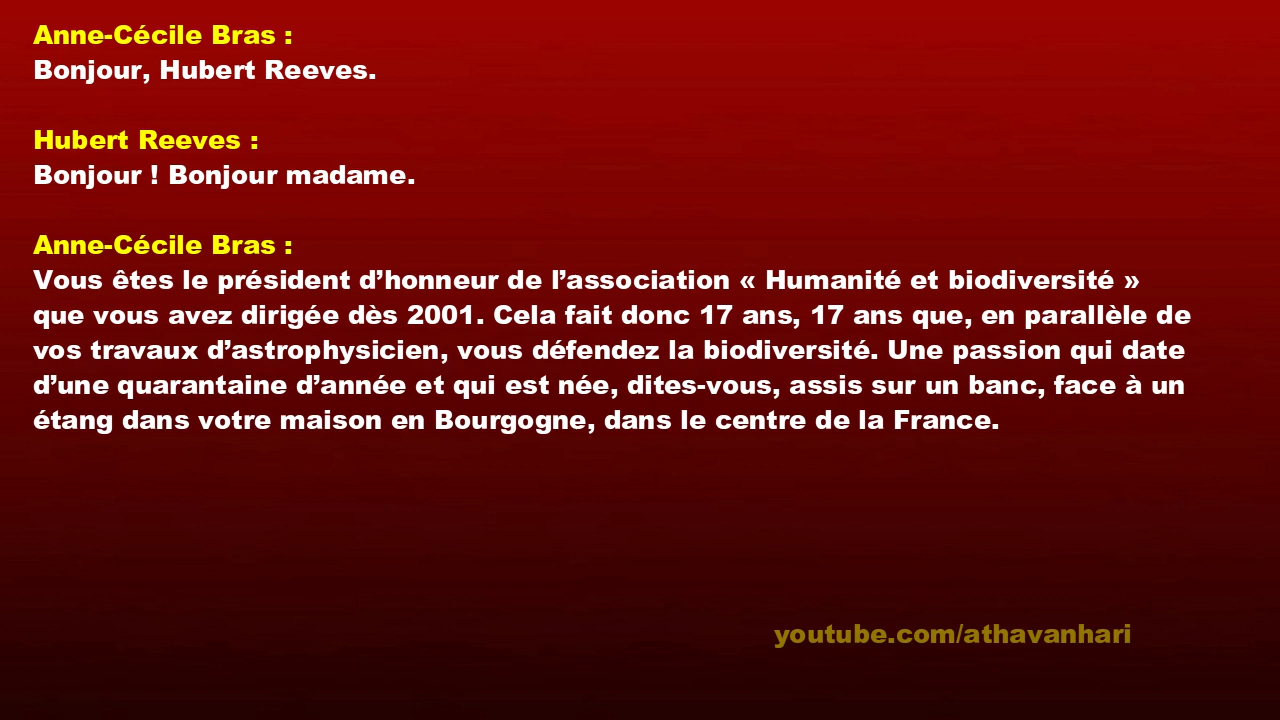 Anne-Cécile Bras :
Bonjour, Hubert Reeves.
Hubert Reeves :
Bonjour ! Bonjour madame.
Anne-Cécile Bras :
Vous êtes le président d’honneur de l’association « Humanité et biodiversité »
que vous avez dirigée dès 2001. Cela fait donc 17 ans, 17 ans que, en parallèle de
vos travaux d’astrophysicien, vous défendez la biodiversité. Une passion qui date
d’une quarantaine d’année et qui est née, dites-vous, assis sur un banc, face à un
étang dans votre maison en Bourgogne, dans le centre de la France.
youtube.com/athavanhari